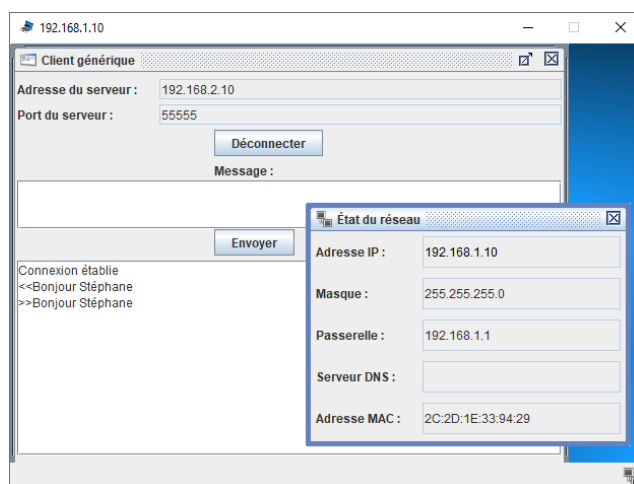 192.168.1.10
Client générique
Adresse du serveur : 192.168.2.10
Port du serveur : 55555
Déconnecter
Message :
Envoyer
Connexion établie
<<Bonjour Stéphane
>>Bonjour Stéphane
État du réseau
Adresse IP : 192.168.1.10
Masque : 255.255.255.0
Passerelle : 192.168.1.1
Serveur DNS :
Adresse MAC : 2C:2D:1E:33:94:29